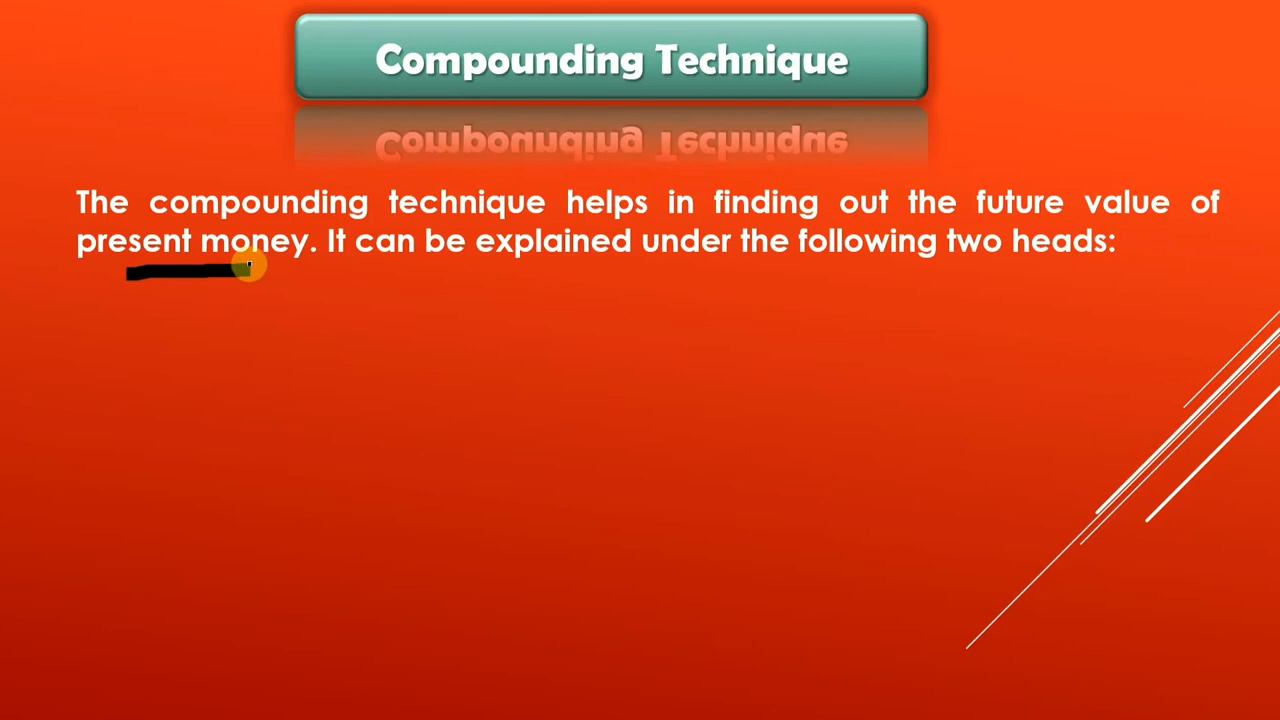 Compounding Technique
The compounding technique helps in finding out the future value of
present money. It can be explained under the following two heads: